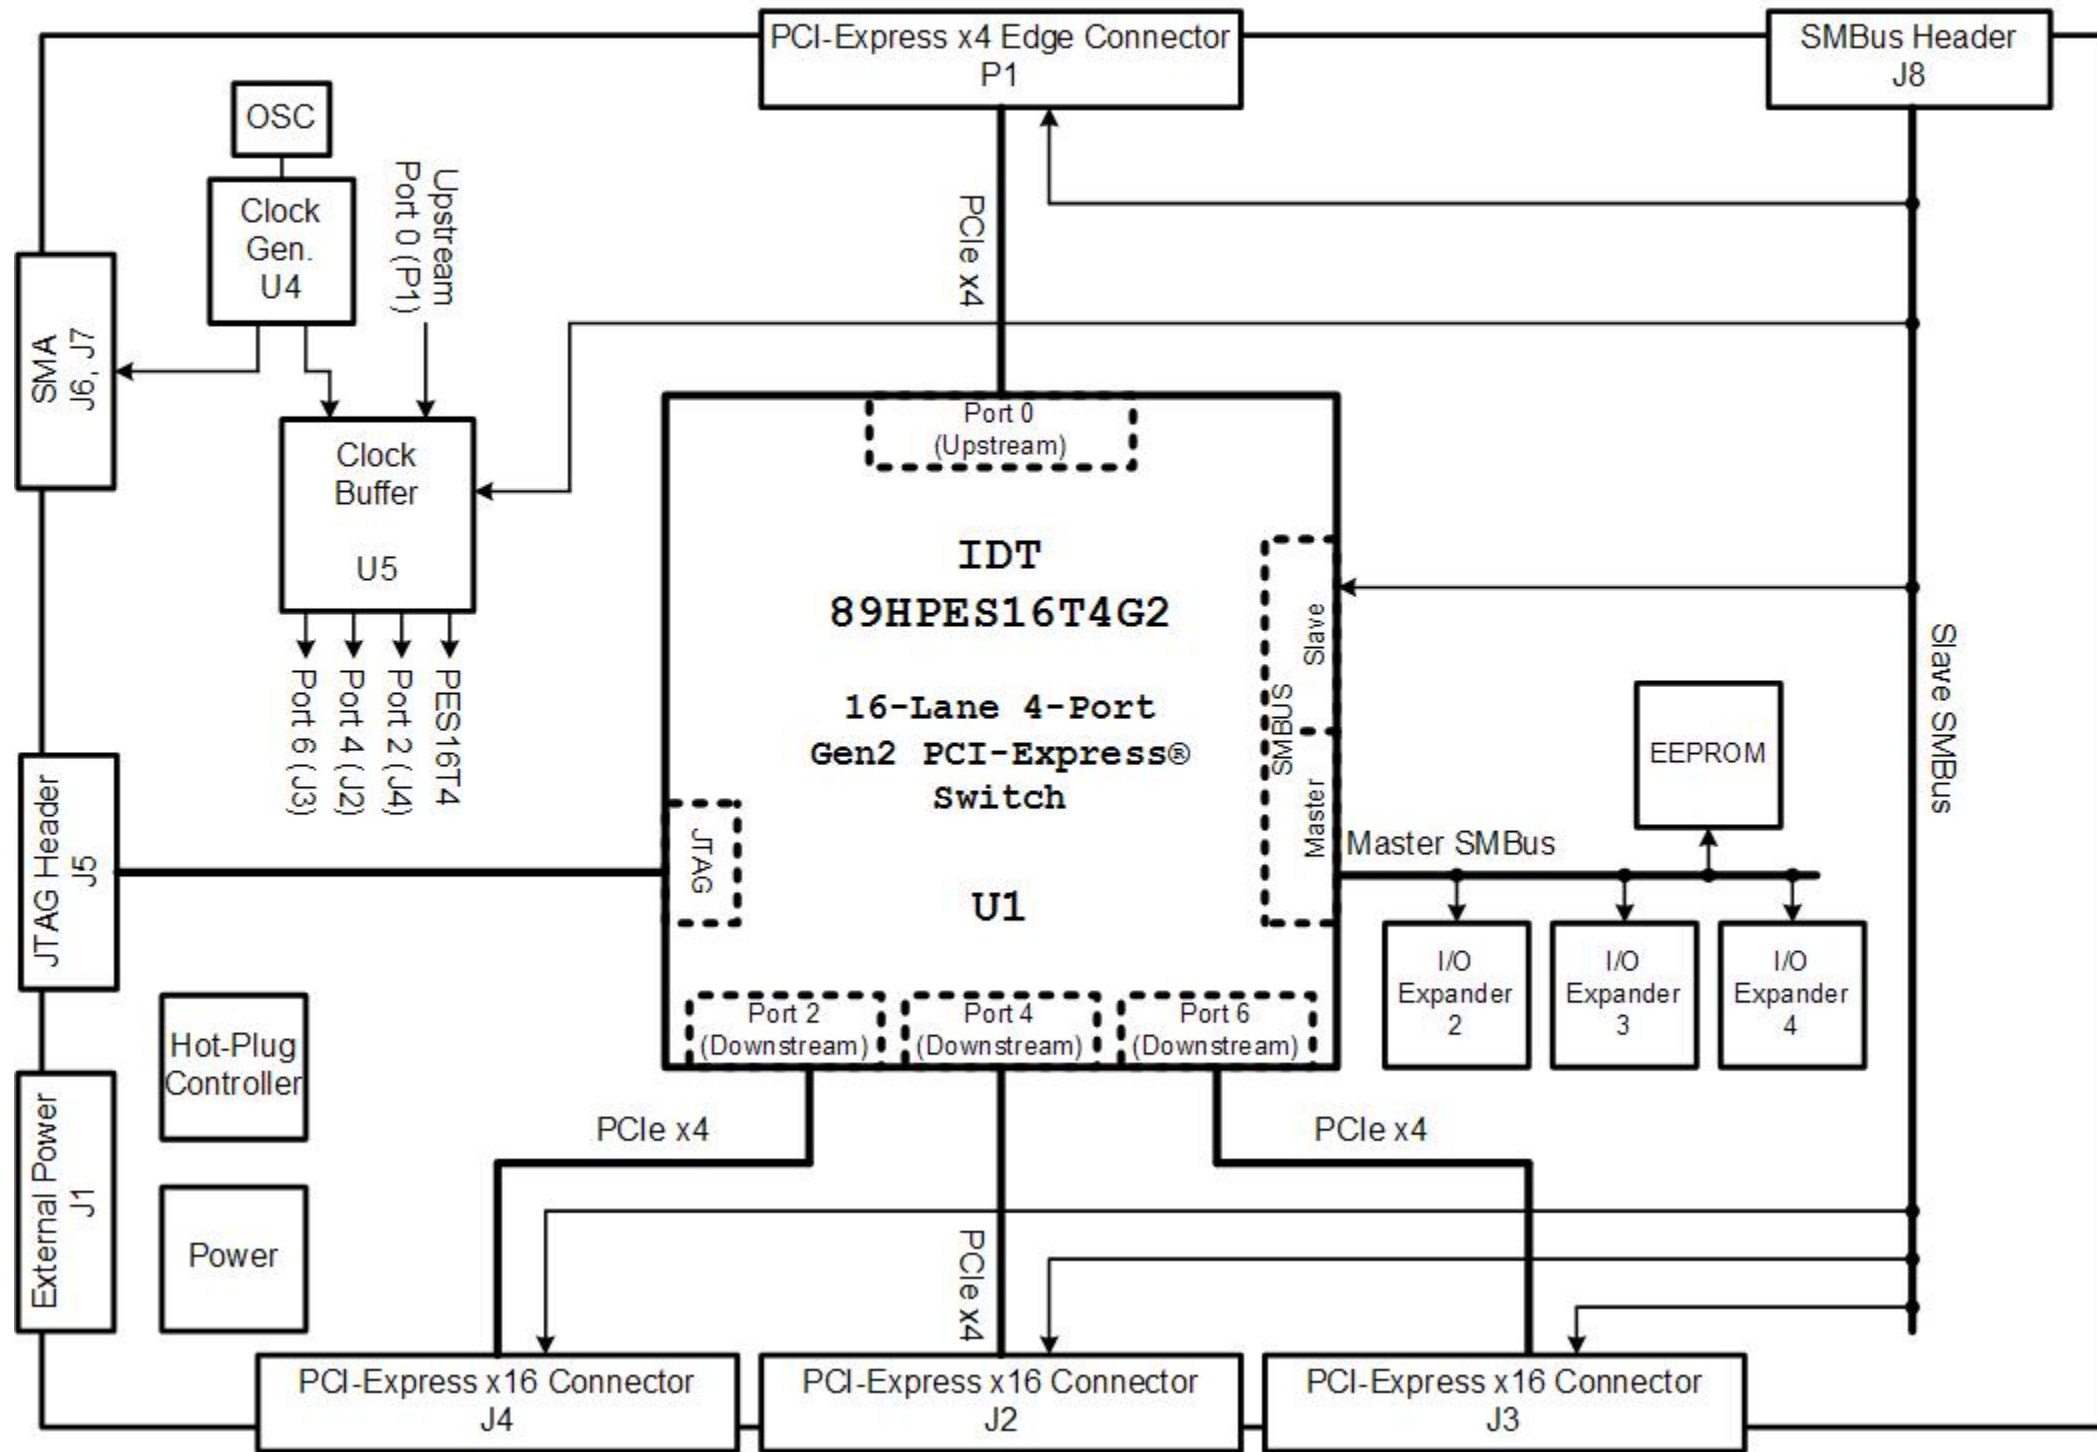 PCI-Express x4 Edge Connector
P1
SMBus Header
J8
OSC
Clock
Gen.
U4
Upstream
Port 0 (P1)
PCIe x4
SMA
J6, J7
Clock
Buffer
U5
Port 0
(Upstream)
IDT
89HPES16T4G2
16-Lane 4-Port
Gen2 PCI-Express®
Switch
U1
Slave
SMBUS
Master
JTAG
Port 6 (J3)
Port 4 (J2)
Port 2 (J4)
PES16T4
Slave SMBus
EEPROM
Master SMBus
JTAG Header
J5
I/O
Expander
2
I/O
Expander
3
I/O
Expander
4
Port 2
(Downstream)
Port 4
(Downstream)
Port 6
(Downstream)
Hot-Plug
Controller
External Power
J1
Power
PCIe x4
PCIe x4
PCIe x4
PCI-Express x16 Connector
J4
PCI-Express x16 Connector
J2
PCI-Express x16 Connector
J3